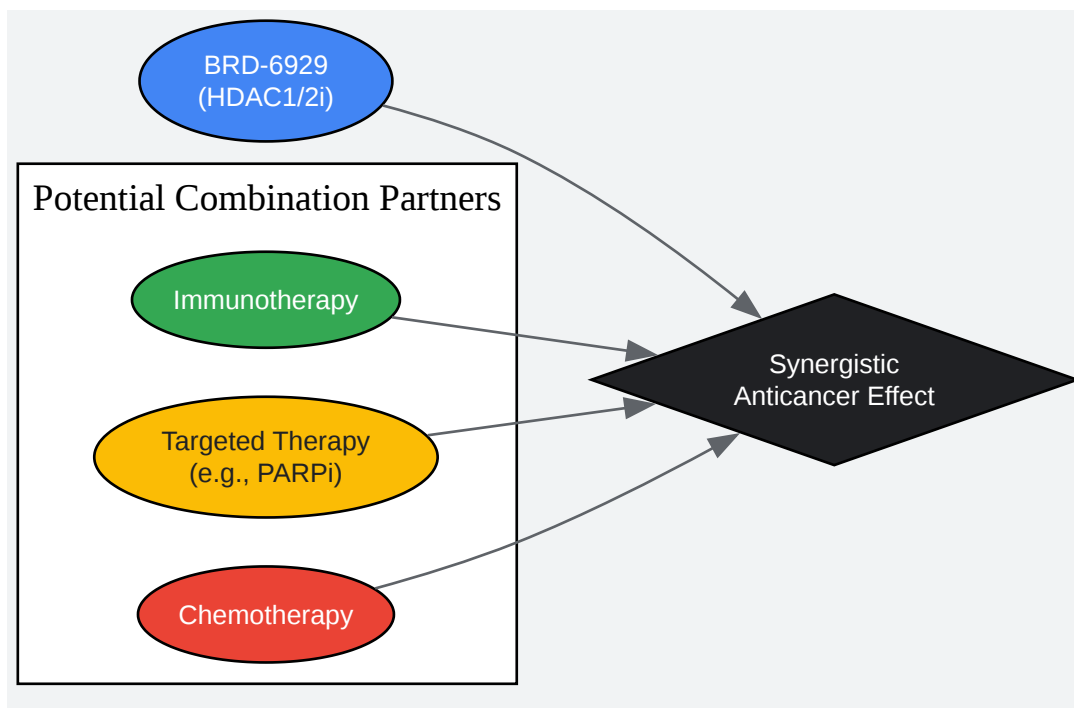 BRD-6929
(HDAC1/2i)
Potential Combination Partners
Immunotherapy
Targeted Therapy
(e.g., PARPi)
Chemotherapy
Synergistic
Anticancer Effect